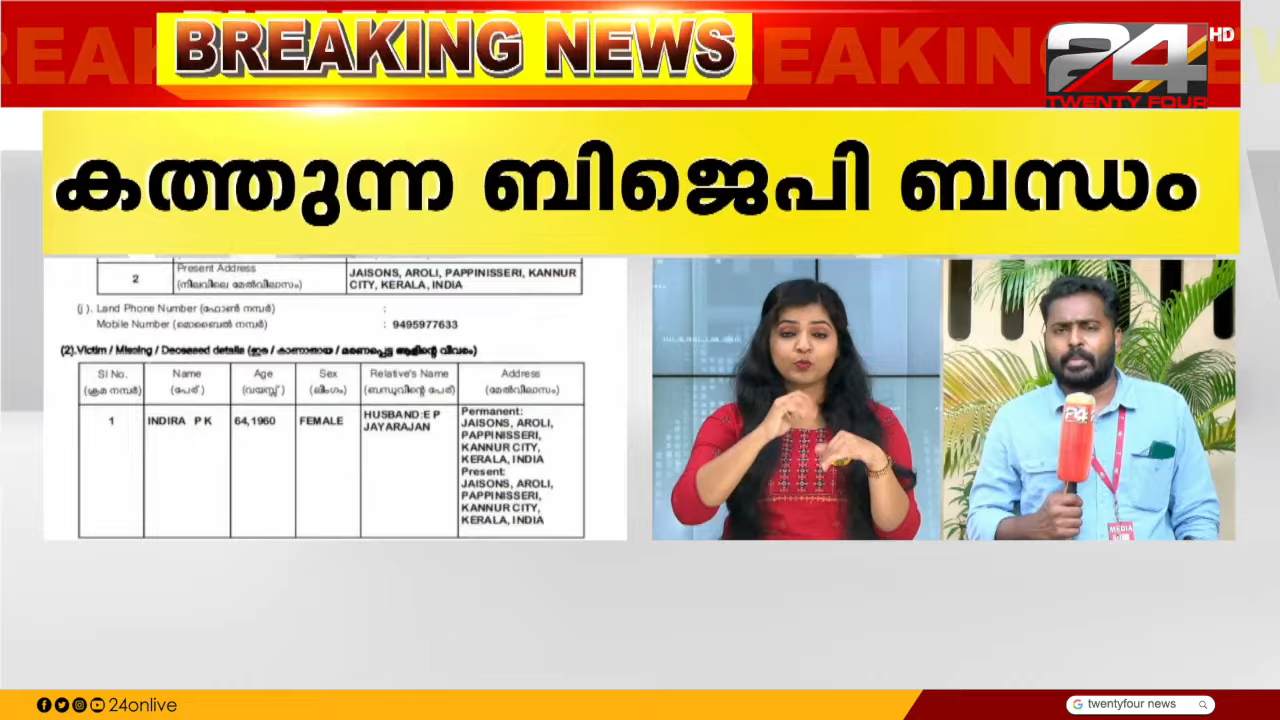 BREAKING NEWS
24 HD
TWENTY FOUR
കത്തുന്ന ബിജെപി ബന്ധം
2
Present Address
(നിലവിലെ മേൽവിലാസം)
JAISONS, AROLI, PAPPINISSERI, KANNUR
CITY, KERALA, INDIA
(j ). Land Phone Number (ഫോൺ നമ്പർ) :
Mobile Number (മൊബൈൽ നമ്പർ) : 9495977633
(2).Victim / Missing / Deceased details (ഇര / കാണാതായ / മരണപ്പെട്ട ആളിന്റെ വിവരം)
Sl No. Name Age Sex Relative's Name Address
(ക്രമ നമ്പർ) (പേര്) (വയസ്സ്) (ലിംഗം) (ബന്ധുവിന്റെ പേര്) (മേൽവിലാസം)
1 INDIRA P K 64,1960 FEMALE
HUSBAND:E P
JAYARAJAN
Permanent:
JAISONS, AROLI,
PAPPINISSERI,
KANNUR CITY,
KERALA, INDIA
Present:
JAISONS, AROLI,
PAPPINISSERI,
KANNUR CITY,
KERALA, INDIA
24
MEDIA
24onlive
twentyfour news